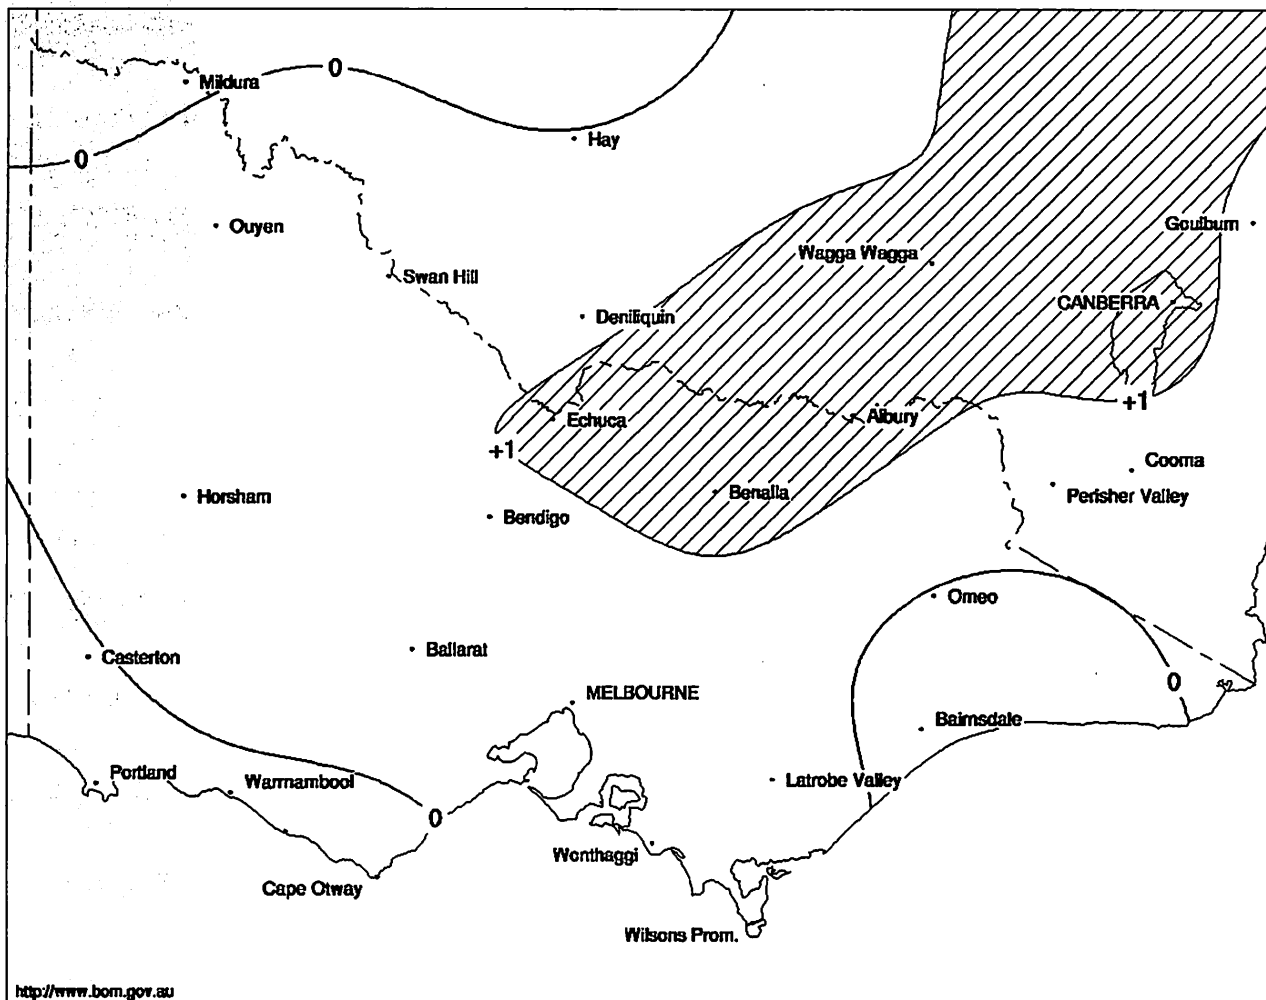 0
Mildura
Hay
0
Ouyen
Goulburn
Wagga Wagga
Swan Hill
CANBERRA
Deniliquin
+1
Echuca
Albury
+1
Cooma
Horsham
Benalla
Perisher Valley
Bendigo
Omeo
Casterton
Ballarat
0
MELBOURNE
Bairnsdale
Portland
Warrnambool
Latrobe Valley
0
Wonthaggi
Cape Otway
Wilsons Prom.
http://www.bom.gov.au